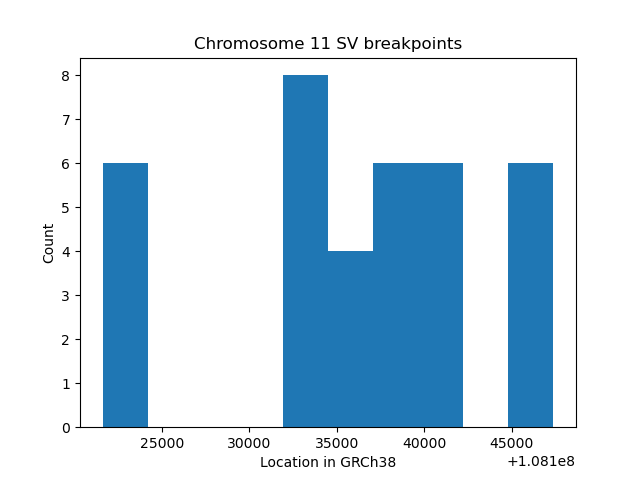 Chromosome 11 SV breakpoints
8
7
6
5
4
3
2
1
0
Count
25000 30000 35000 40000 45000
Location in GRCh38
+1.081e8